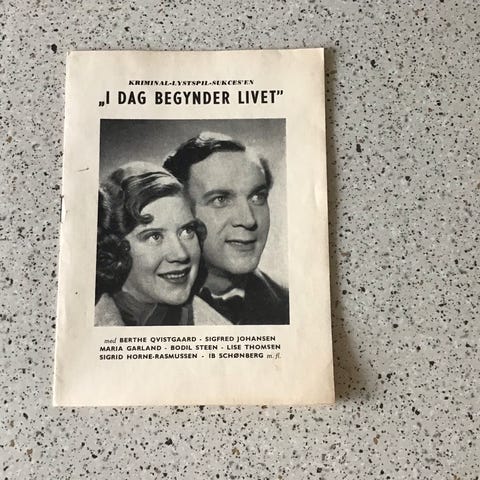 KRIMINAL-LYSTSPIL-SUKCES'EN
„I DAG BEGYNDER LIVET”
med BERTHE QVISTGAARD - SIGFRED JOHANSEN
MARIA GARLAND - BODIL STEEN - LISE THOMSEN
SIGRID HORNE-RASMUSSEN - IB SCHØNBERG m. fl.